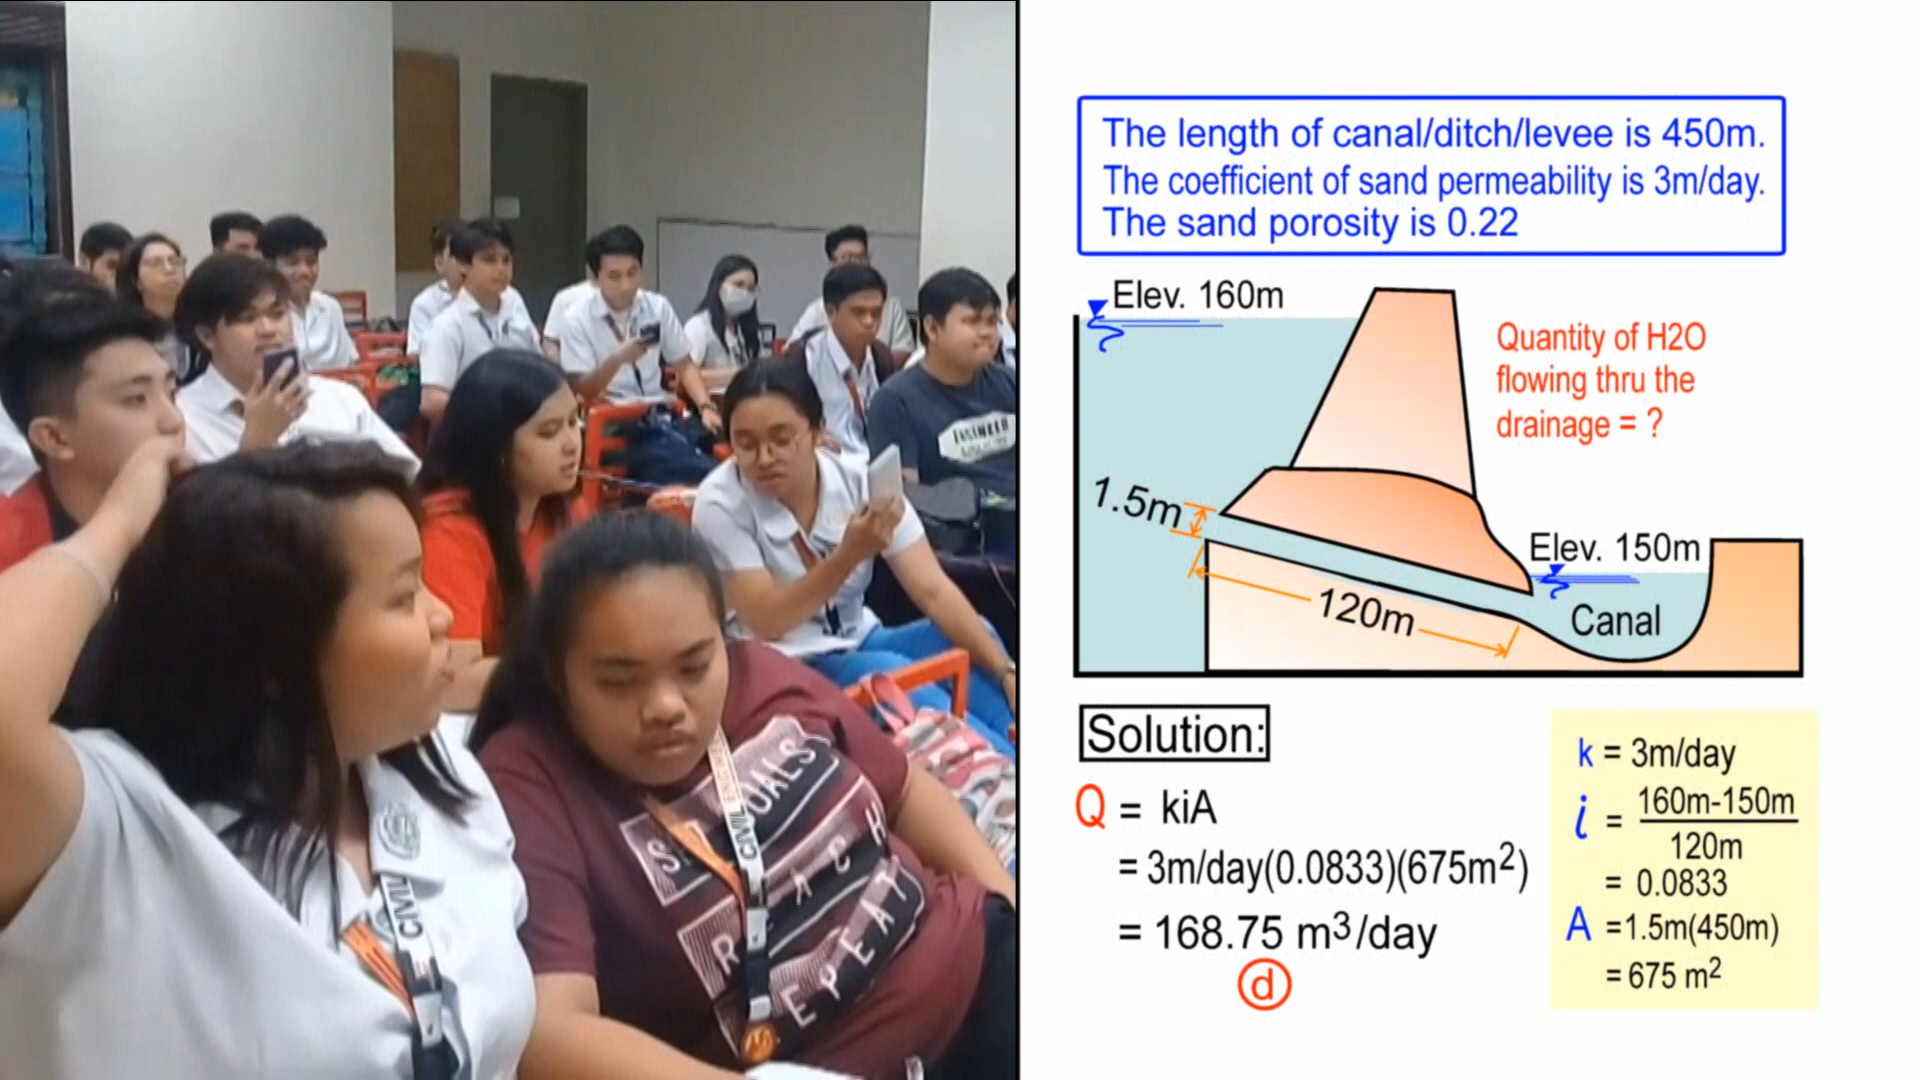 The length of canal/ditch/levee is 450m.
The coefficient of sand permeability is 3m/day.
The sand porosity is 0.22
Elev. 160m
Quantity of H2O
flowing thru the
drainage = ?
1.5m
Elev. 150m
120m
Canal
Solution:
Q = kiA
= 3m/day(0.0833)(675m²)
= 168.75 m³/day
d
k = 3m/day
i = 160m-150m
120m
= 0.0833
A =1.5m(450m)
= 675 m²
ENGINEER
CIVIL
CIVIL ENGINE
GOALS
REACH
REPEAT